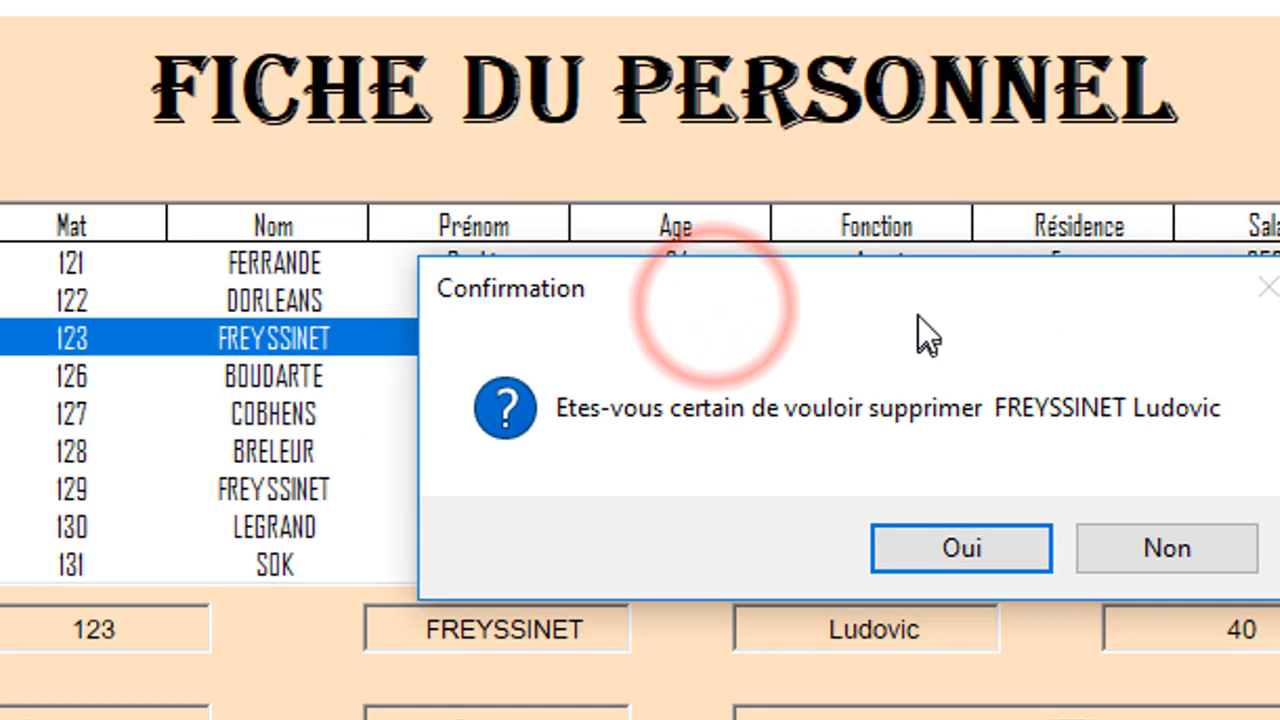 FICHE DU PERSONNEL
Mat Nom Prénom Age Fonction Résidence
121 FERRANDE
122 DORLEANS
123 FREYSSINET
126 BOUDARTE
127 COBHENS
128 BRELEUR
129 FREYSSINET
130 LEGRAND
131 SOK
Confirmation
Etes-vous certain de vouloir supprimer FREYSSINET Ludovic
Oui Non
123 FREYSSINET Ludovic 40